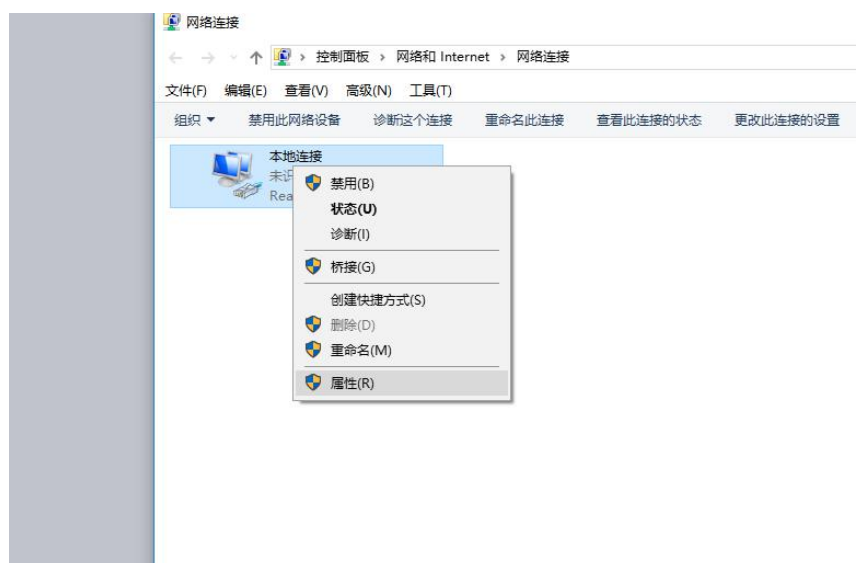 网络连接
控制面板 › 网络和 Internet › 网络连接
文件(F) 编辑(E) 查看(V) 高级(N) 工具(T)
组织 禁用此网络设备 诊断这个连接 重命名此连接 查看此连接的状态 更改此连接的设置
本地连接
未识
Rea
禁用(B)
状态(U)
诊断(I)
桥接(G)
创建快捷方式(S)
删除(D)
重命名(M)
属性(R)